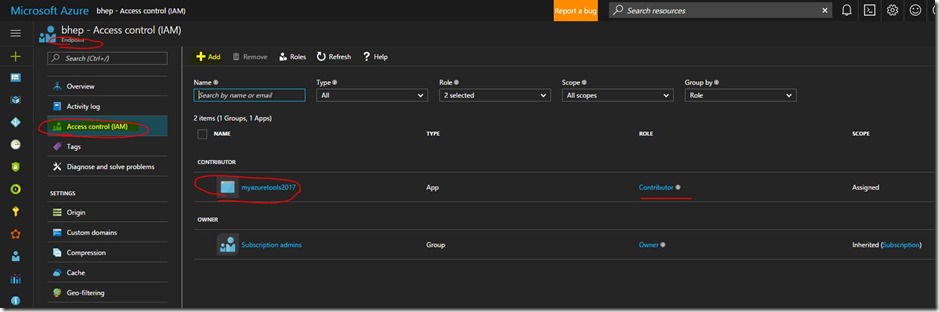 Microsoft Azure bhep - Access control (IAM)
Report a bug
Search resources
bhep - Access control (IAM)
Endpoint
Search (Ctrl+/)
Overview
Activity log
Access control (IAM)
Tags
Diagnose and solve problems
SETTINGS
Origin
Custom domains
Compression
Cache
Geo-filtering
Add Remove Roles Refresh Help
Name Type Role Scope Group by
Search by name or email All 2 selected All scopes Role
2 items (1 Groups, 1 Apps)
NAME TYPE ROLE SCOPE
CONTRIBUTOR
myazuretools2017 App Contributor Assigned
OWNER
Subscription admins Group Owner Inherited (Subscription)